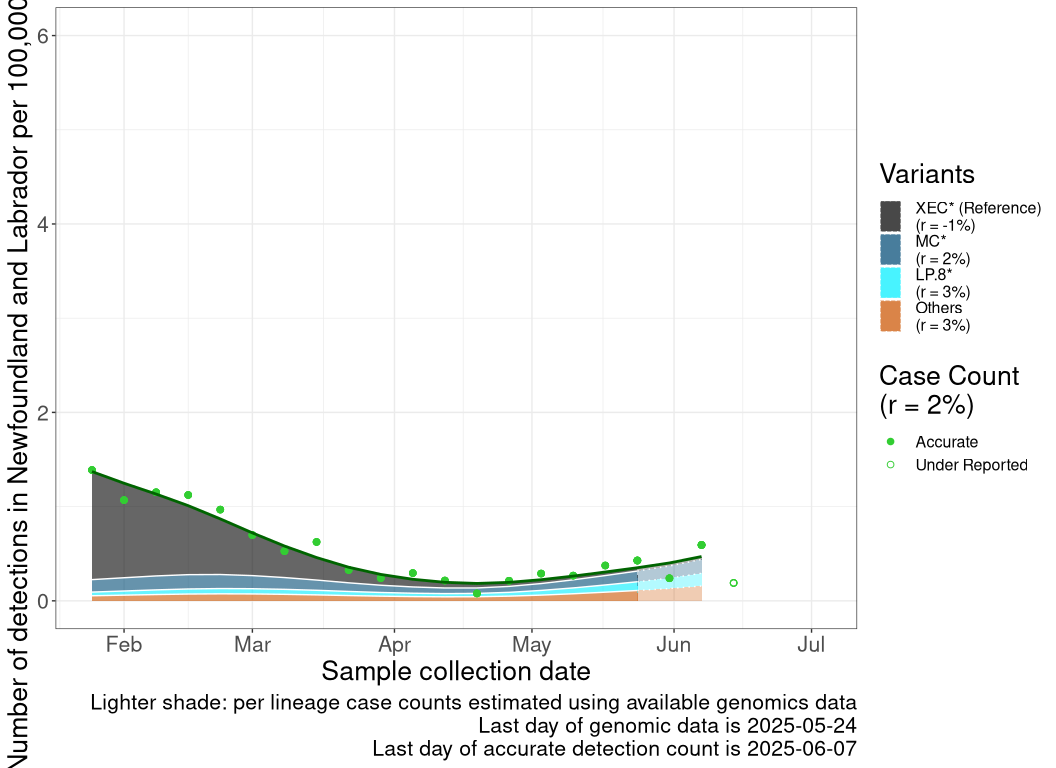 Number of detections in Newfoundland and Labrador per 100,000
6
4
2
0
Feb
Mar
Apr
May
Jun
Jul
Sample collection date
Lighter shade: per lineage case counts estimated using available genomics data
Last day of genomic data is 2025-05-24
Last day of accurate detection count is 2025-06-07
Variants
XEC* (Reference)
(r = -1%)
MC*
(r = 2%)
LP.8*
(r = 3%)
Others
(r = 3%)
Case Count
(r = 2%)
Accurate
Under Reported